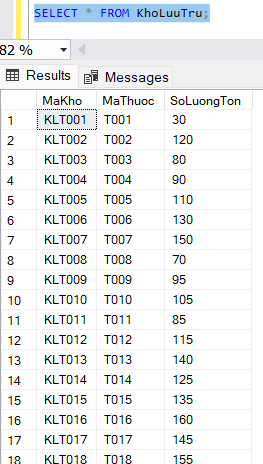 SELECT * FROM KhoLuuTru;
82 %
Results Messages
MaKho MaThuoc SoLuongTon
1 KLT001 T001 30
2 KLT002 T002 120
3 KLT003 T003 80
4 KLT004 T004 90
5 KLT005 T005 110
6 KLT006 T006 130
7 KLT007 T007 150
8 KLT008 T008 70
9 KLT009 T009 95
10 KLT010 T010 105
11 KLT011 T011 85
12 KLT012 T012 115
13 KLT013 T013 140
14 KLT014 T014 125
15 KLT015 T015 135
16 KLT016 T016 160
17 KLT017 T017 145
18 KLT018 T018 155